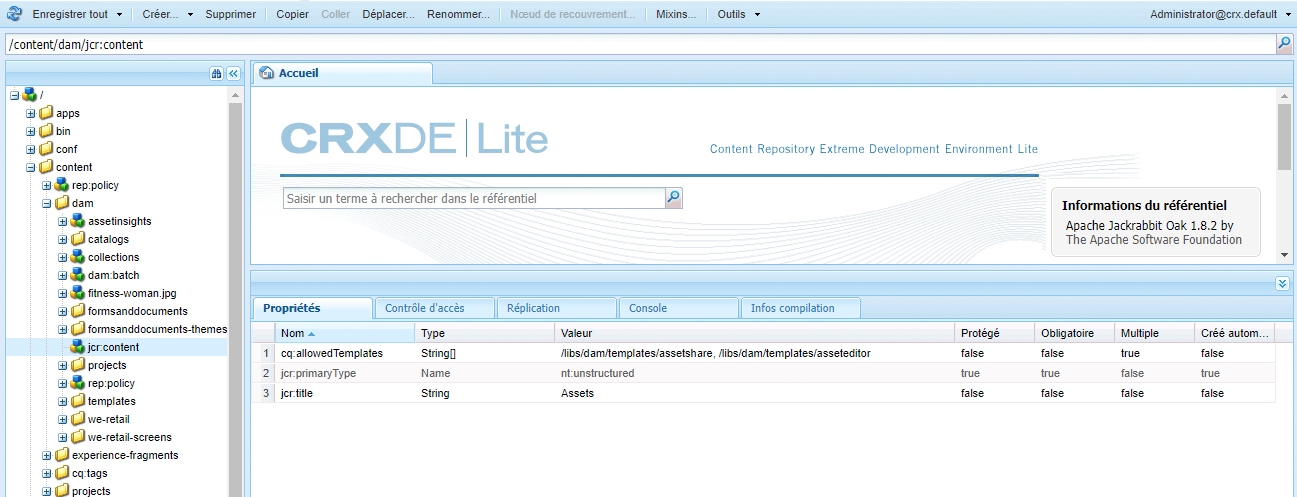 Enregistrer tout Créer... Supprimer Copier Coller Déplacer... Renommer... Nœud de recouvrement... Mixins... Outils Administrator@crx.default
/content/dam/jcr:content
Accueil
/
apps
bin
conf
content
rep:policy
dam
assetinsights
catalogs
collections
dam:batch
fitness-woman.jpg
formsanddocuments
formsanddocuments-themes
jcr:content
projects
rep:policy
templates
we-retail
we-retail-screens
experience-fragments
cq:tags
projects
CRXDE Lite
Content Repository Extreme Development Environment Lite
Saisir un terme à rechercher dans le référentiel
Informations du référentiel
Apache Jackrabbit Oak 1.8.2 by
The Apache Software Foundation
Propriétés Contrôle d'accès Réplication Console Infos compilation
Nom Type Valeur Protégé Obligatoire Multiple Créé autom...
1 cq:allowedTemplates String[] /libs/dam/templates/assetshare, /libs/dam/templates/asseteditor false false true false
2 jcr:primaryType Name nt:unstructured true true false true
3 jcr:title String Assets false false false false